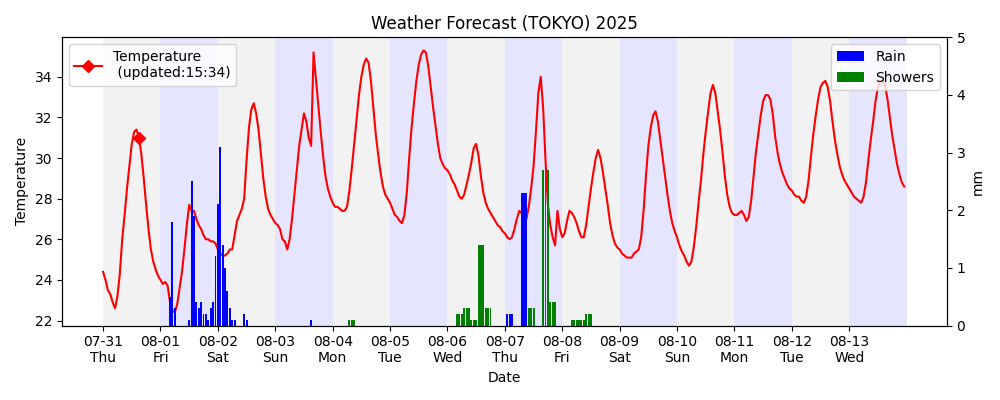 Weather Forecast (TOKYO) 2025
Temperature
(updated:15:34)
Rain
Showers
Temperature
34
32
30
28
26
24
22
5
4
3
2
1
0
mm
07-31 08-01 08-02 08-03 08-04 08-05 08-06 08-07 08-08 08-09 08-10 08-11 08-12 08-13
Thu Fri Sat Sun Mon Tue Wed Thu Fri Sat Sun Mon Tue Wed
Date